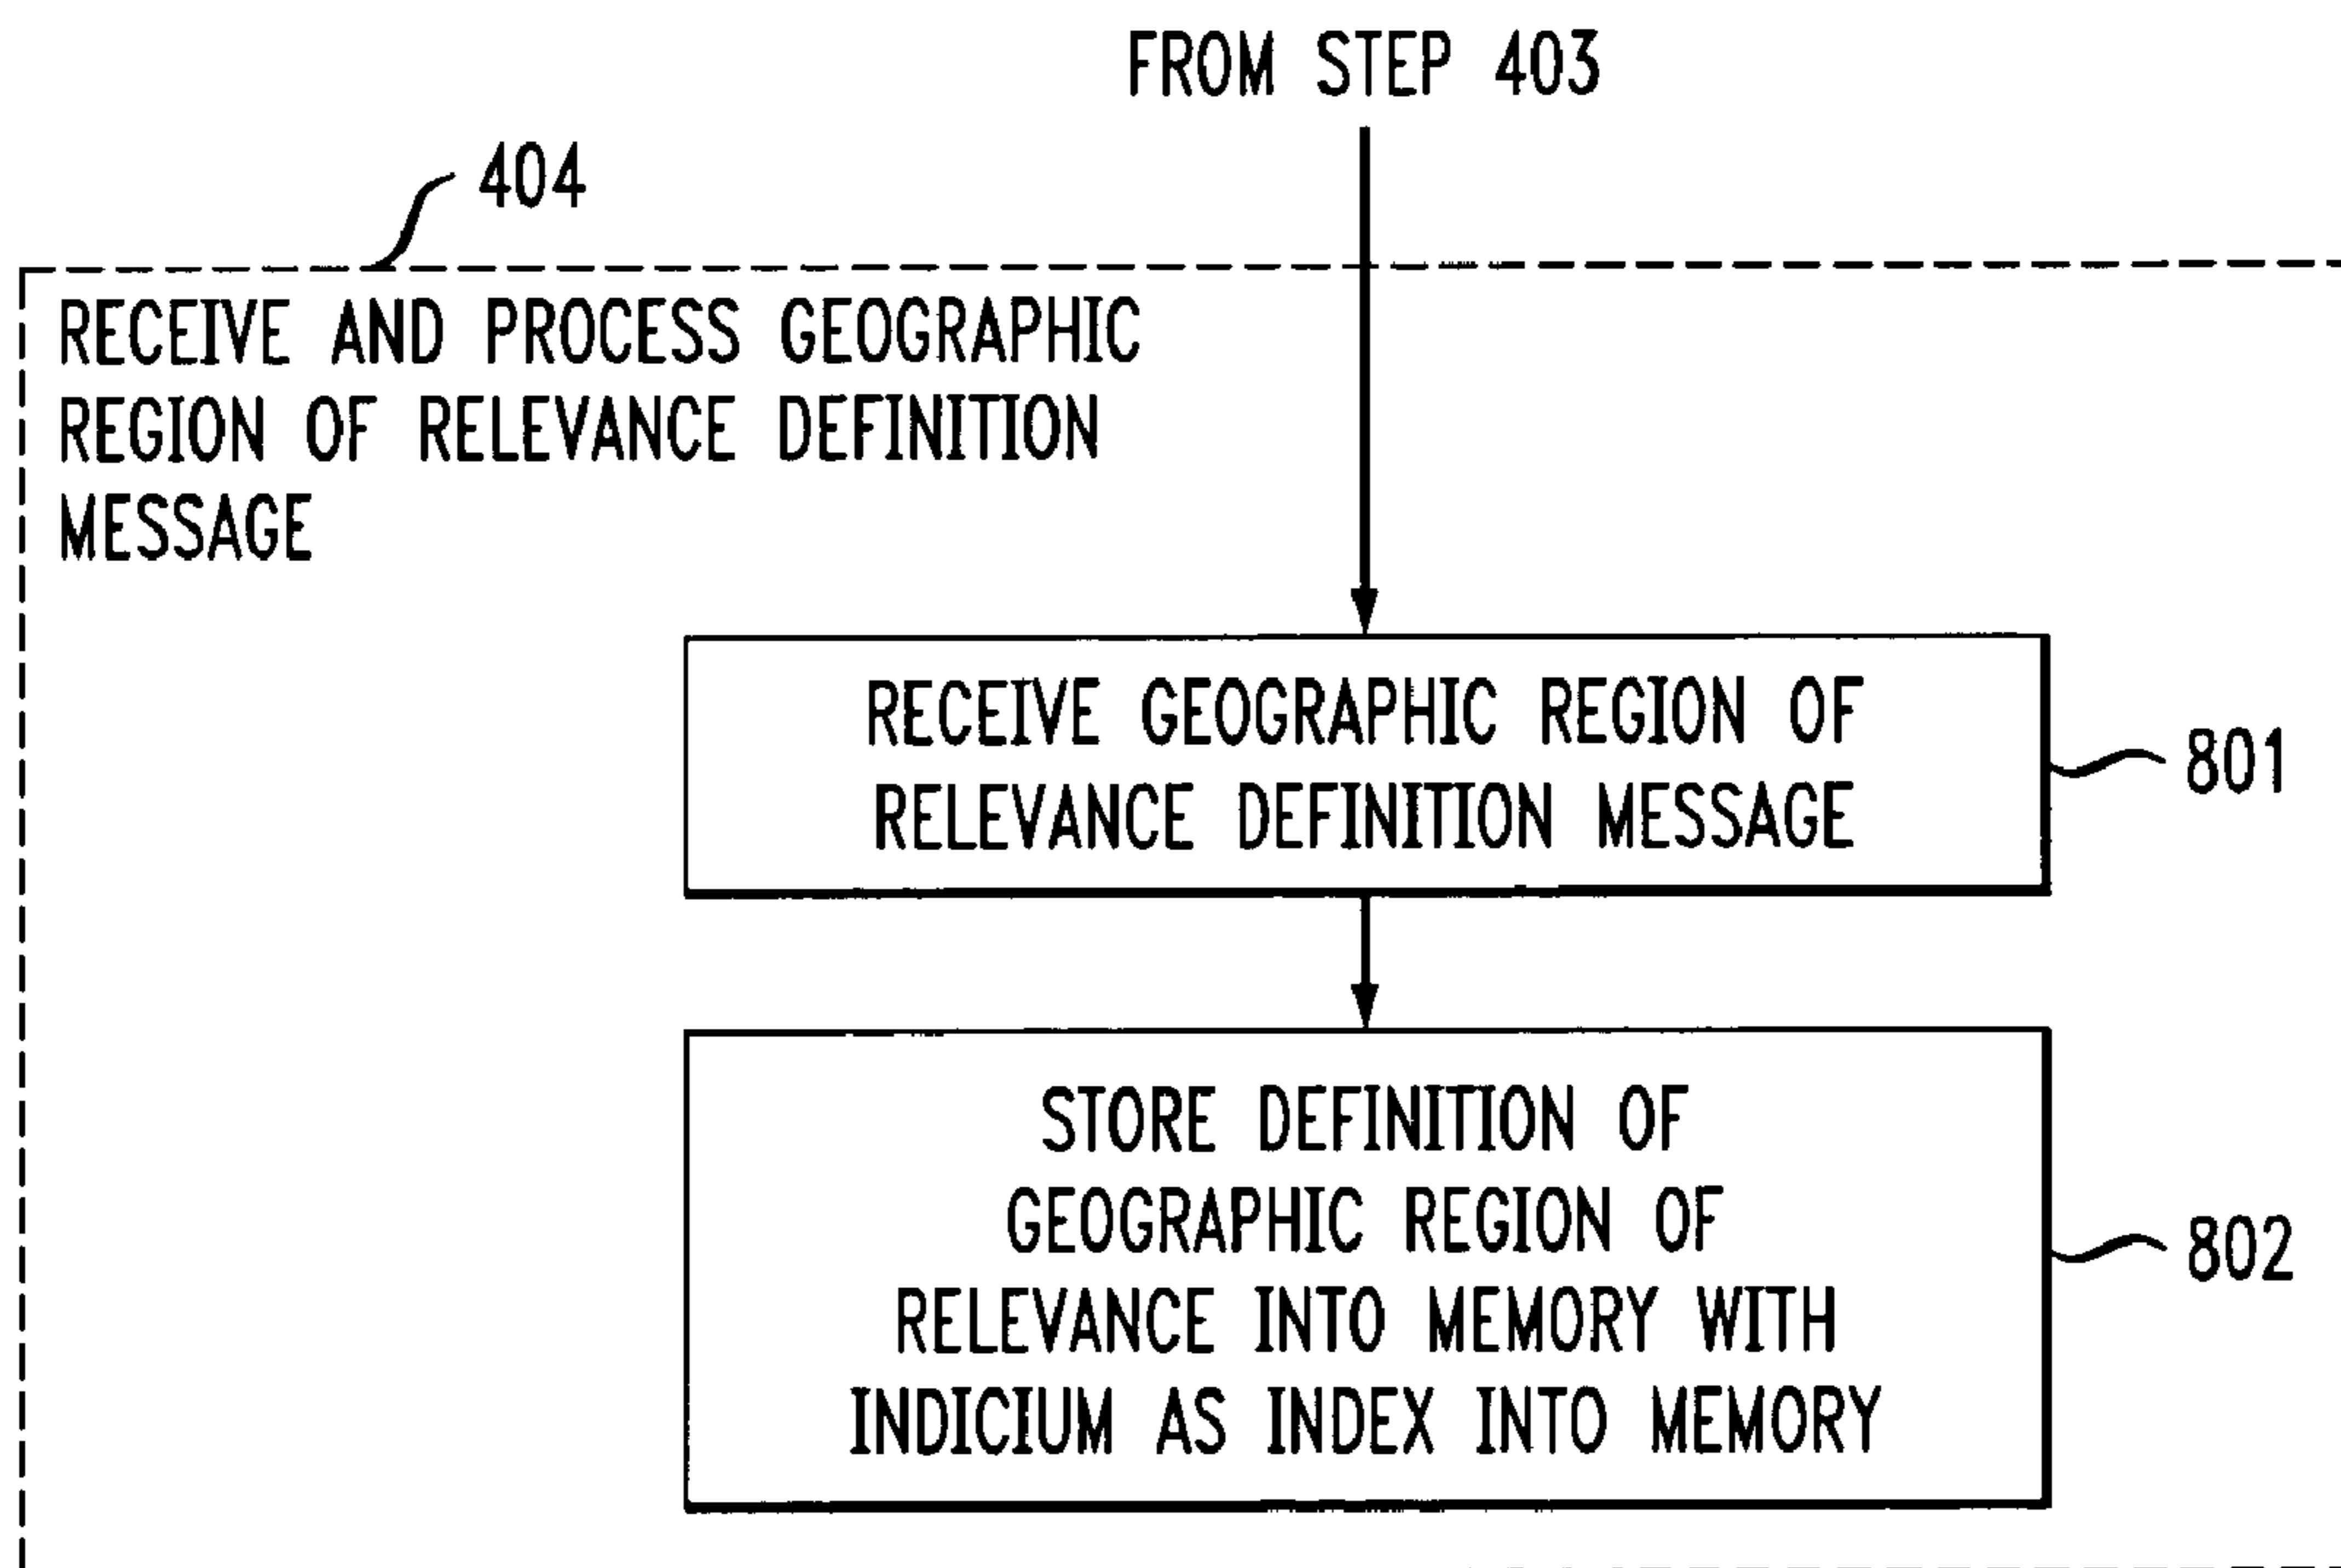 FROM STEP 403
404
RECEIVE AND PROCESS GEOGRAPHIC
REGION OF RELEVANCE DEFINITION
MESSAGE
RECEIVE GEOGRAPHIC REGION OF
RELEVANCE DEFINITION MESSAGE
801
STORE DEFINITION OF
GEOGRAPHIC REGION OF
RELEVANCE INTO MEMORY WITH
INDICIUM AS INDEX INTO MEMORY
802